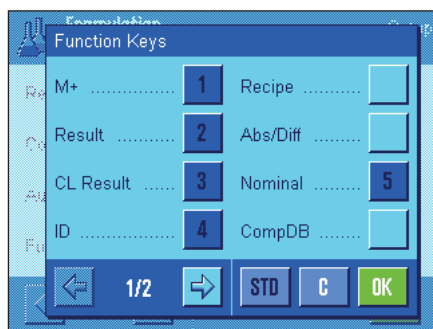 Formulation
Function Keys
M+ ............... 1 Recipe ..........
Result .......... 2 Abs/Diff ..........
CL Result ...... 3 Nominal ......... 5
ID ................. 4 CompDB .......
1/2 STD C OK